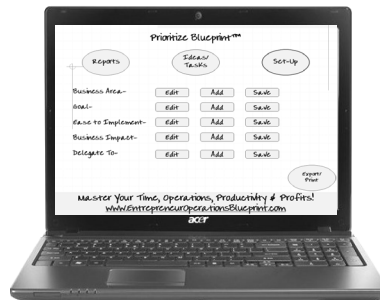 Prioritize Blueprint™
Reports
Ideas/
Tasks
Set-Up
Business Area-
Edit
Add
Save
Goal-
Edit
Add
Save
Ease to Implement-
Edit
Add
Save
Business Impact-
Edit
Add
Save
Delegate To-
Edit
Add
Save
Export/
Print
Master Your Time, Operations, Productivity & Profits!
www.EntrepreneurOperationsBlueprint.com
acer